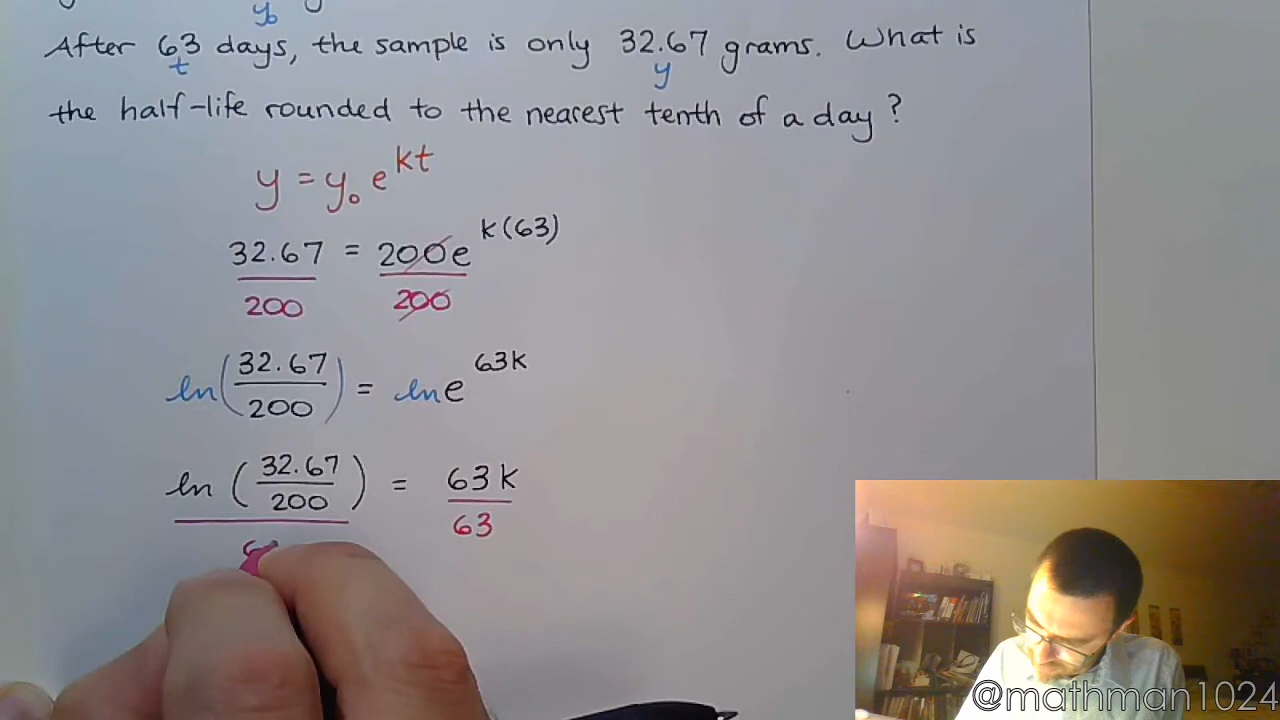 y₀
After 63 days, the sample is only 32.67 grams. What is
t y
the half-life rounded to the nearest tenth of a day?
y = y₀ e^kt
32.67 = 200e^k(63)
200 200
ln(32.67/200) = ln e^63k
ln(32.67/200) = 63k
63
@mathman1024